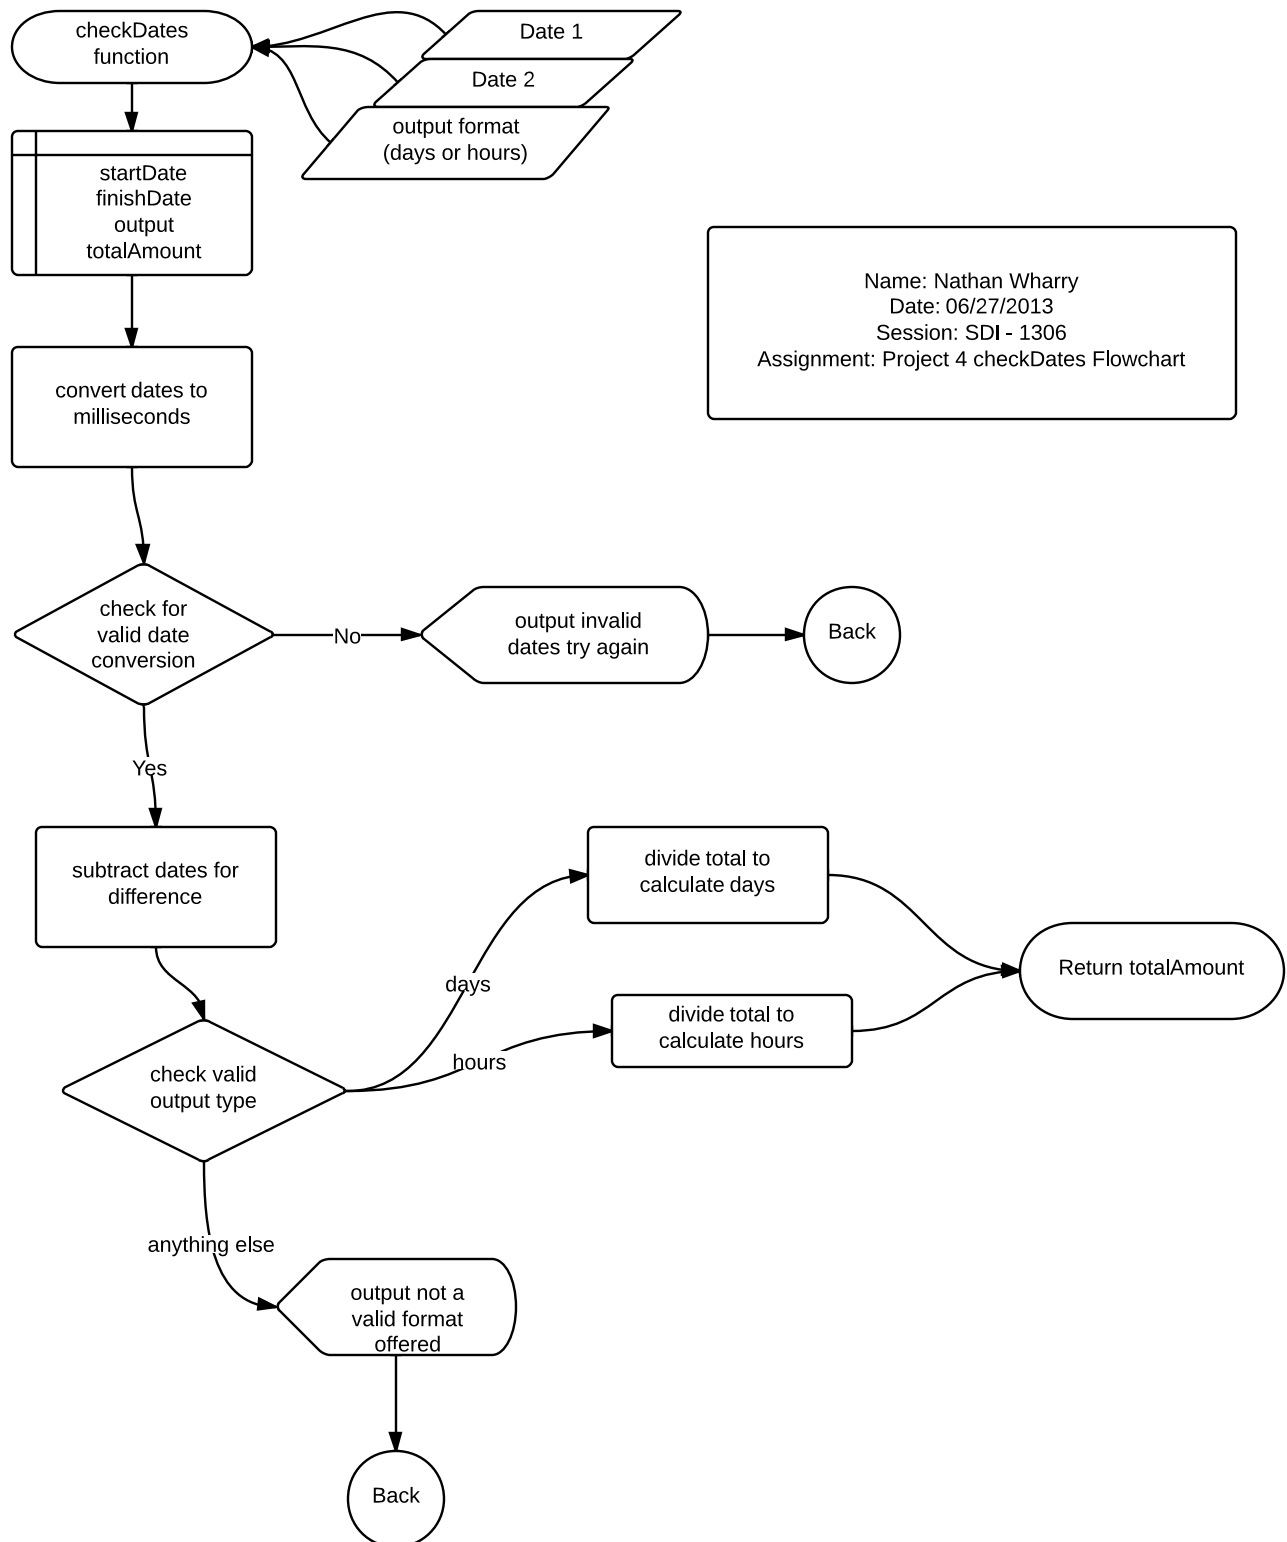 checkDates
function
Date 1
Date 2
output format
(days or hours)
startDate
finishDate
output
totalAmount
Name: Nathan Wharry
Date: 06/27/2013
Session: SDI - 1306
Assignment: Project 4 checkDates Flowchart
convert dates to
milliseconds
check for
valid date
conversion
No
output invalid
dates try again
Back
Yes
subtract dates for
difference
divide total to
calculate days
days
Return totalAmount
divide total to
calculate hours
hours
check valid
output type
anything else
output not a
valid format
offered
Back